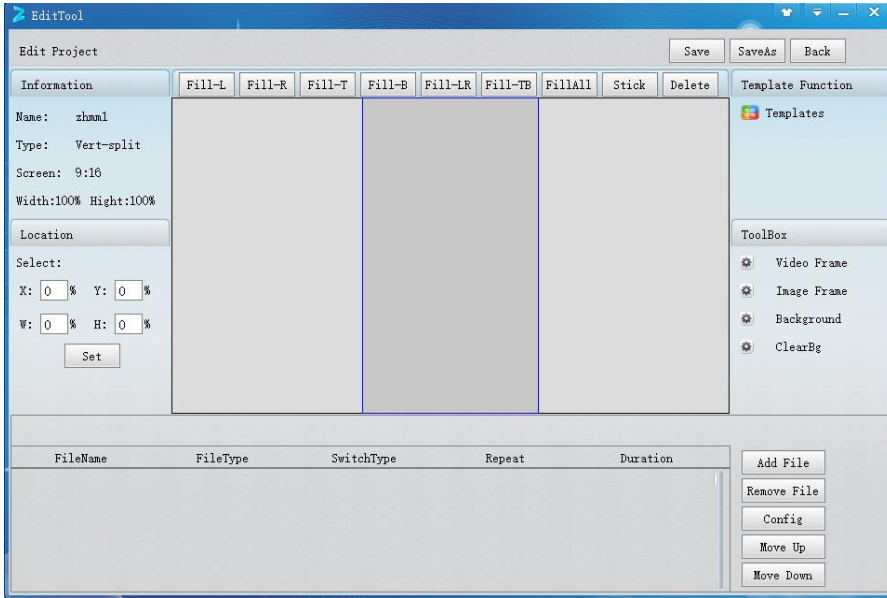 EditTool
Edit Project Save SaveAs Back
Information Fill-L Fill-R Fill-T Fill-B Fill-LR Fill-TB FillAll Stick Delete Template Function
Name: zhmm1 Templates
Type: Vert-split
Screen: 9:16
Width:100% Hight:100%
Location ToolBox
Select: Video Frame
X: 0 % Y: 0 % Image Frame
W: 0 % H: 0 % Background
Set ClearBg
FileName FileType SwitchType Repeat Duration Add File
Remove File
Config
Move Up
Move Down